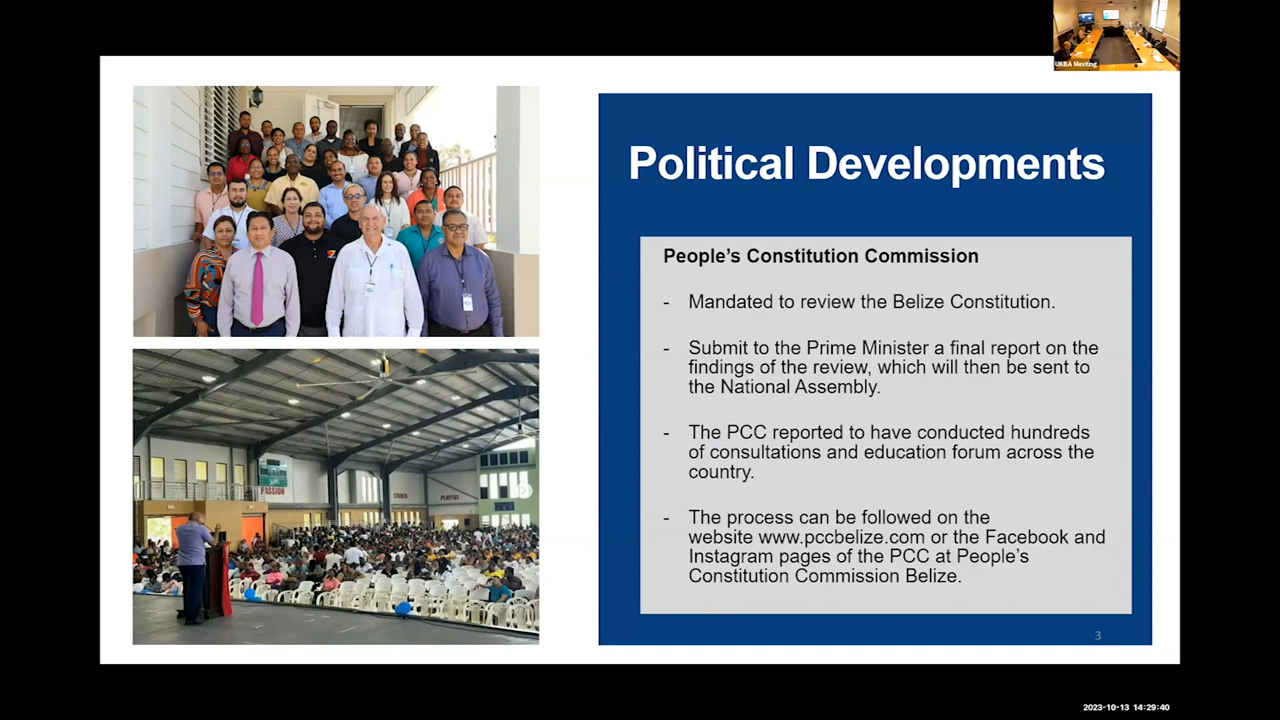 UKBA Meeting
Political Developments
People's Constitution Commission
- Mandated to review the Belize Constitution.
- Submit to the Prime Minister a final report on the
findings of the review, which will then be sent to
the National Assembly.
- The PCC reported to have conducted hundreds
of consultations and education forum across the
country.
- The process can be followed on the
website www.pccbelize.com or the Facebook and
Instagram pages of the PCC at People's
Constitution Commission Belize.
3
PASSION
2023-10-13 14:29:40